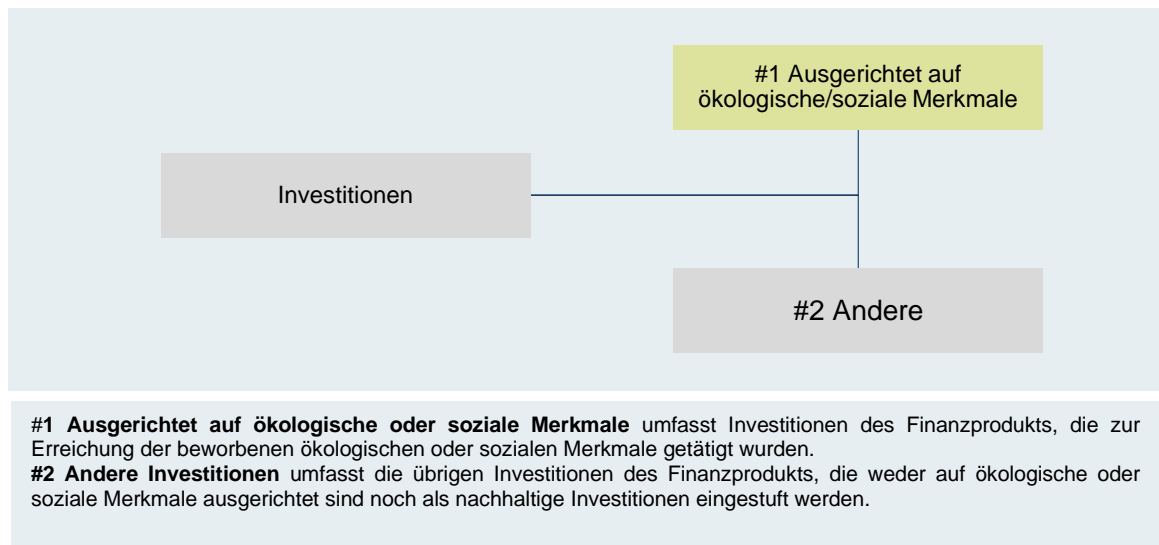 #1 Ausgerichtet auf
ökologische/soziale Merkmale
Investitionen
#2 Andere
#1 Ausgerichtet auf ökologische oder soziale Merkmale umfasst Investitionen des Finanzprodukts, die zur
Erreichung der beworbenen ökologischen oder sozialen Merkmale getätigt wurden.
#2 Andere Investitionen umfasst die übrigen Investitionen des Finanzprodukts, die weder auf ökologische oder
soziale Merkmale ausgerichtet sind noch als nachhaltige Investitionen eingestuft werden.